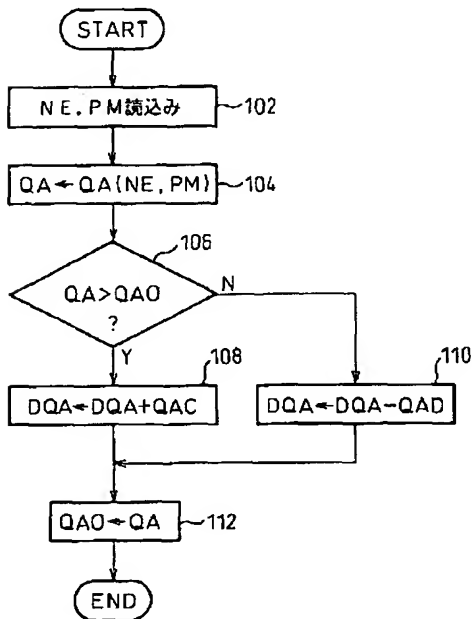 START
NE,PM読込み
102
QA←QA(NE,PM)
104
106
QA>QAO
?
N
Y
108
DQA←DQA+QAC
110
DQA←DQA-QAD
QAO←QA
112
END